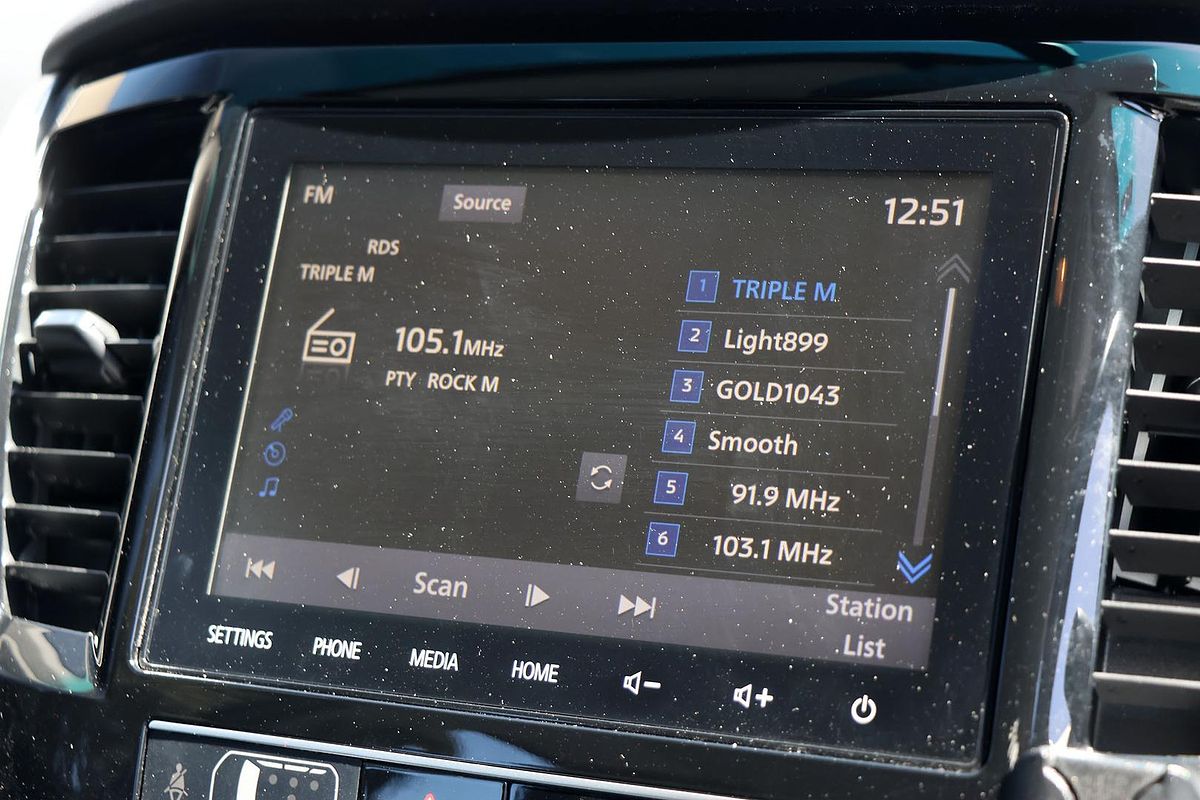 FM
Source
12:51
RDS
TRIPLE M
105.1MHz
PTY ROCK M
1 TRIPLE M
2 Light899
3 GOLD1043
4 Smooth
5 91.9 MHz
6 103.1 MHz
Scan
Station
List
SETTINGS
PHONE
MEDIA
HOME